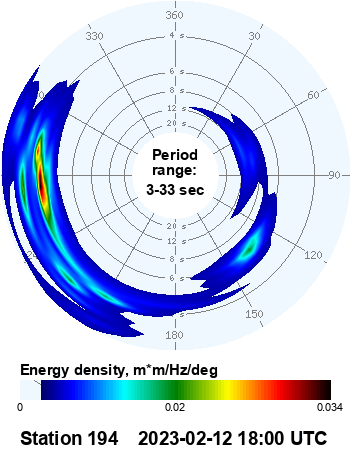 360
330
4 s
60
6 s
8 s
12 s
20 s
Period
range:
3-33 sec
90
20 s
12 s
8 s
6 s
120
150
s
180
Energy density, m*m/Hz/deg
0
0.02
0.034
Station 194 2023-02-12 18:00 UTC